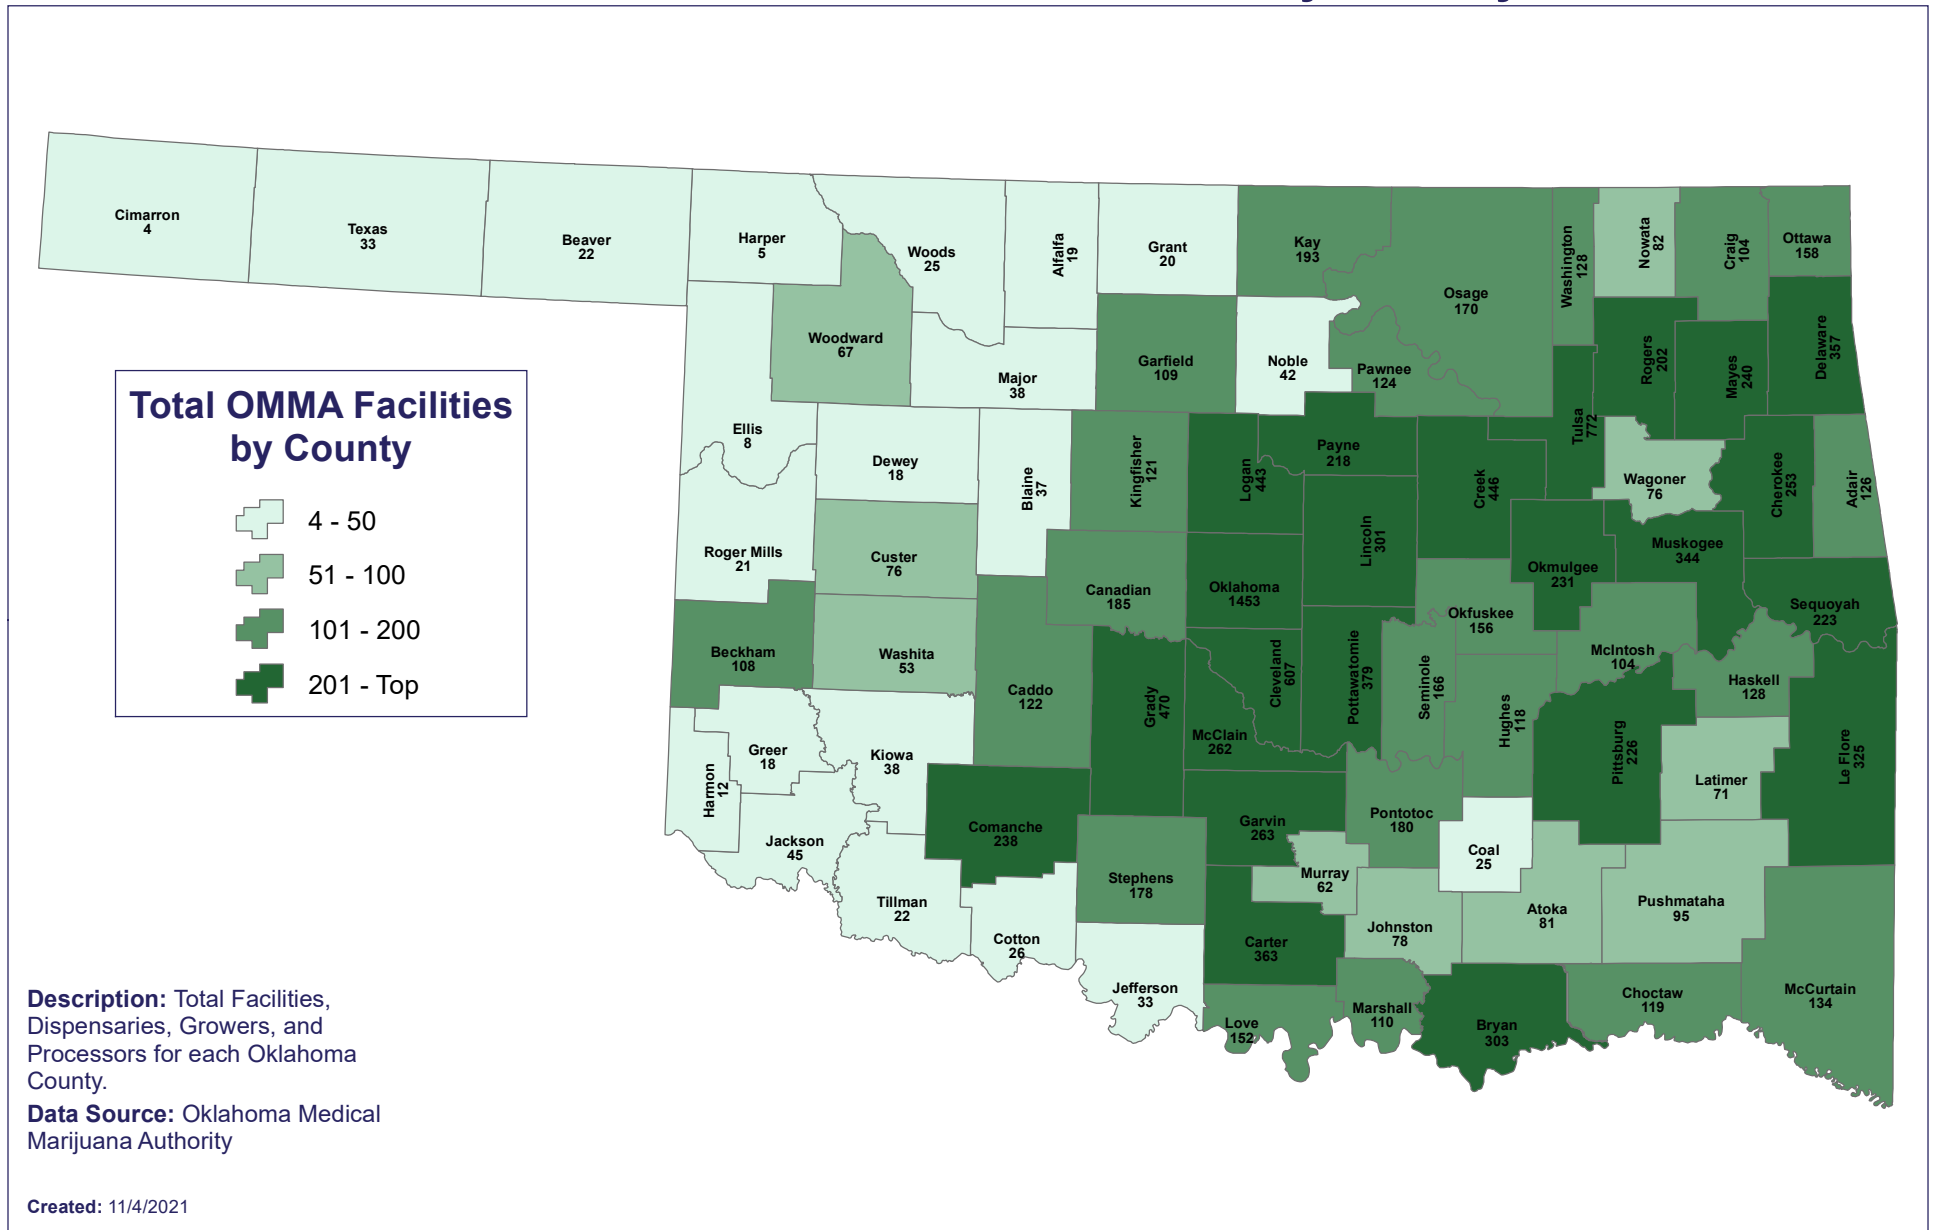 Cimarron
4
Texas
33
Beaver
22
Harper
5
Woods
25
Alfalfa
19
Grant
20
Kay
193
Osage
170
Washington
128
Nowata
82
Craig
104
Ottawa
158
Woodward
67
Major
38
Garfield
109
Noble
42
Pawnee
124
Rogers
202
Mayes
240
Delaware
357
Total OMMA Facilities
by County
4 - 50
51 - 100
101 - 200
201 - Top
Ellis
8
Dewey
18
Blaine
37
Kingfisher
121
Logan
443
Payne
218
Creek
446
Tulsa
772
Wagoner
76
Cherokee
253
Adair
126
Roger Mills
21
Custer
76
Canadian
185
Oklahoma
1453
Lincoln
301
Okmulgee
231
Muskogee
344
Sequoyah
223
Beckham
108
Washita
53
Caddo
122
Grady
470
McClain
262
Cleveland
607
Pottawatomie
379
Seminole
166
Okfuskee
156
Hughes
118
McIntosh
104
Haskell
128
Pittsburg
226
Latimer
71
Le Flore
325
Harmon
12
Greer
18
Kiowa
38
Jackson
45
Comanche
238
Tillman
22
Cotton
26
Stephens
178
Jefferson
33
Garvin
263
Murray
62
Pontotoc
180
Coal
25
Carter
363
Johnston
78
Atoka
81
Pushmataha
95
Love
152
Marshall
110
Bryan
303
Choctaw
119
McCurtain
134
Description: Total Facilities,
Dispensaries, Growers, and
Processors for each Oklahoma
County.
Data Source: Oklahoma Medical
Marijuana Authority
Created: 11/4/2021